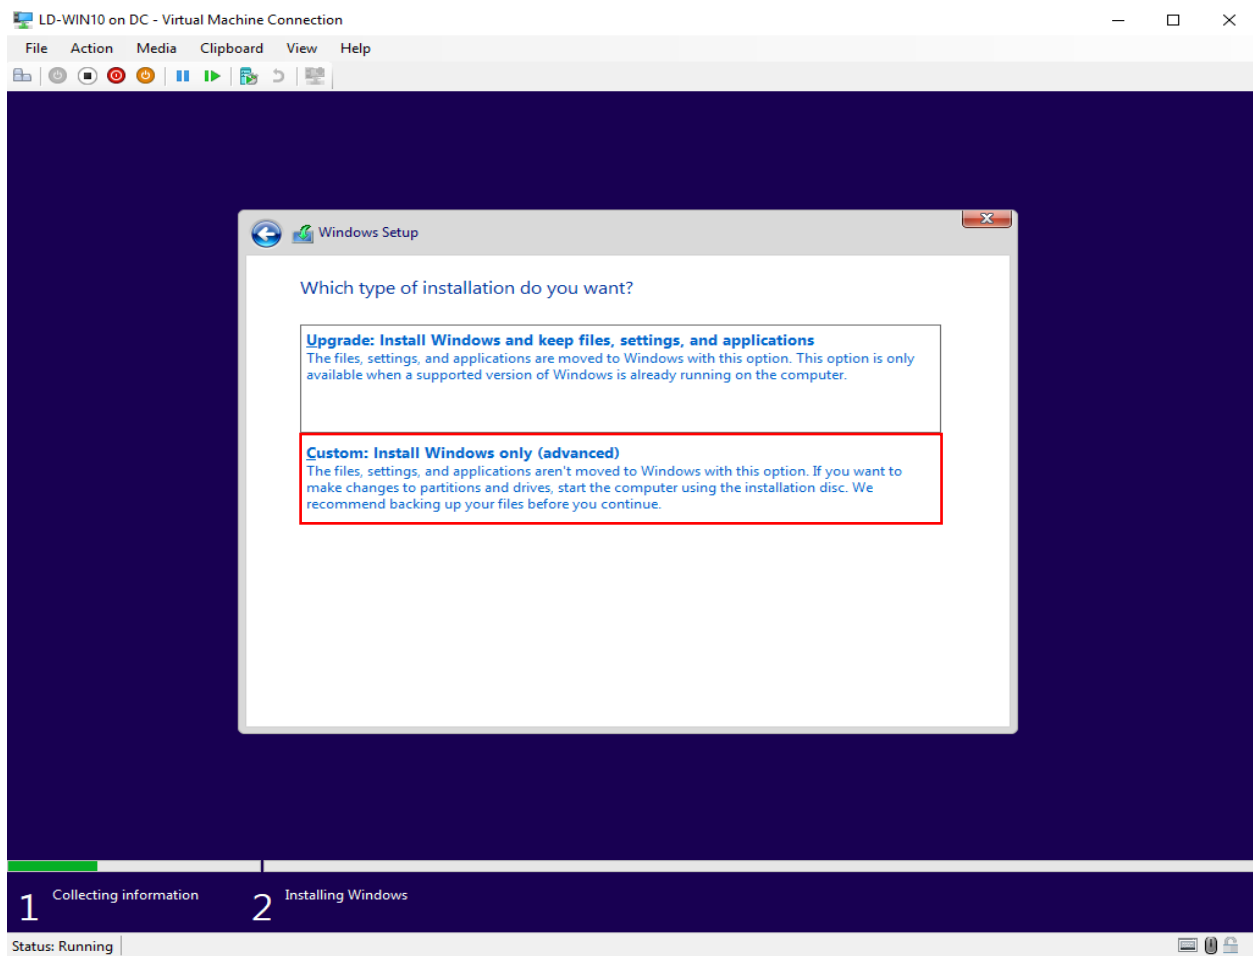 LD-WIN10 on DC - Virtual Machine Connection
File Action Media Clipboard View Help
Windows Setup
Which type of installation do you want?
Upgrade: Install Windows and keep files, settings, and applications
The files, settings, and applications are moved to Windows with this option. This option is only
available when a supported version of Windows is already running on the computer.
Custom: Install Windows only (advanced)
The files, settings, and applications aren't moved to Windows with this option. If you want to
make changes to partitions and drives, start the computer using the installation disc. We
recommend backing up your files before you continue.
1 Collecting information 2 Installing Windows
Status: Running